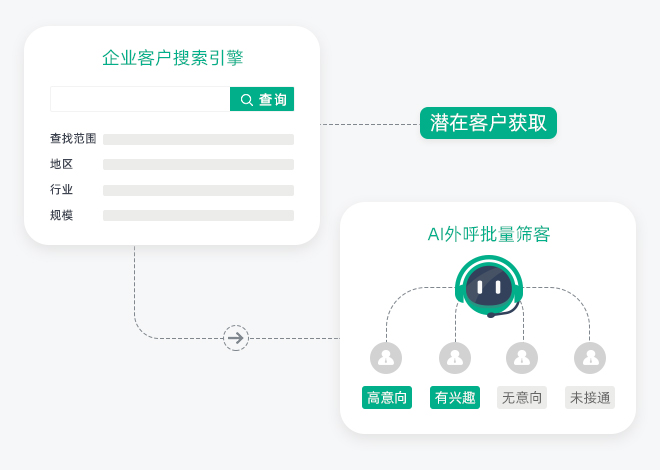 企业客户搜索引擎
查询
查找范围
地区
行业
规模
潜在客户获取
AI外呼批量筛客
高意向
有兴趣
无意向
未接通